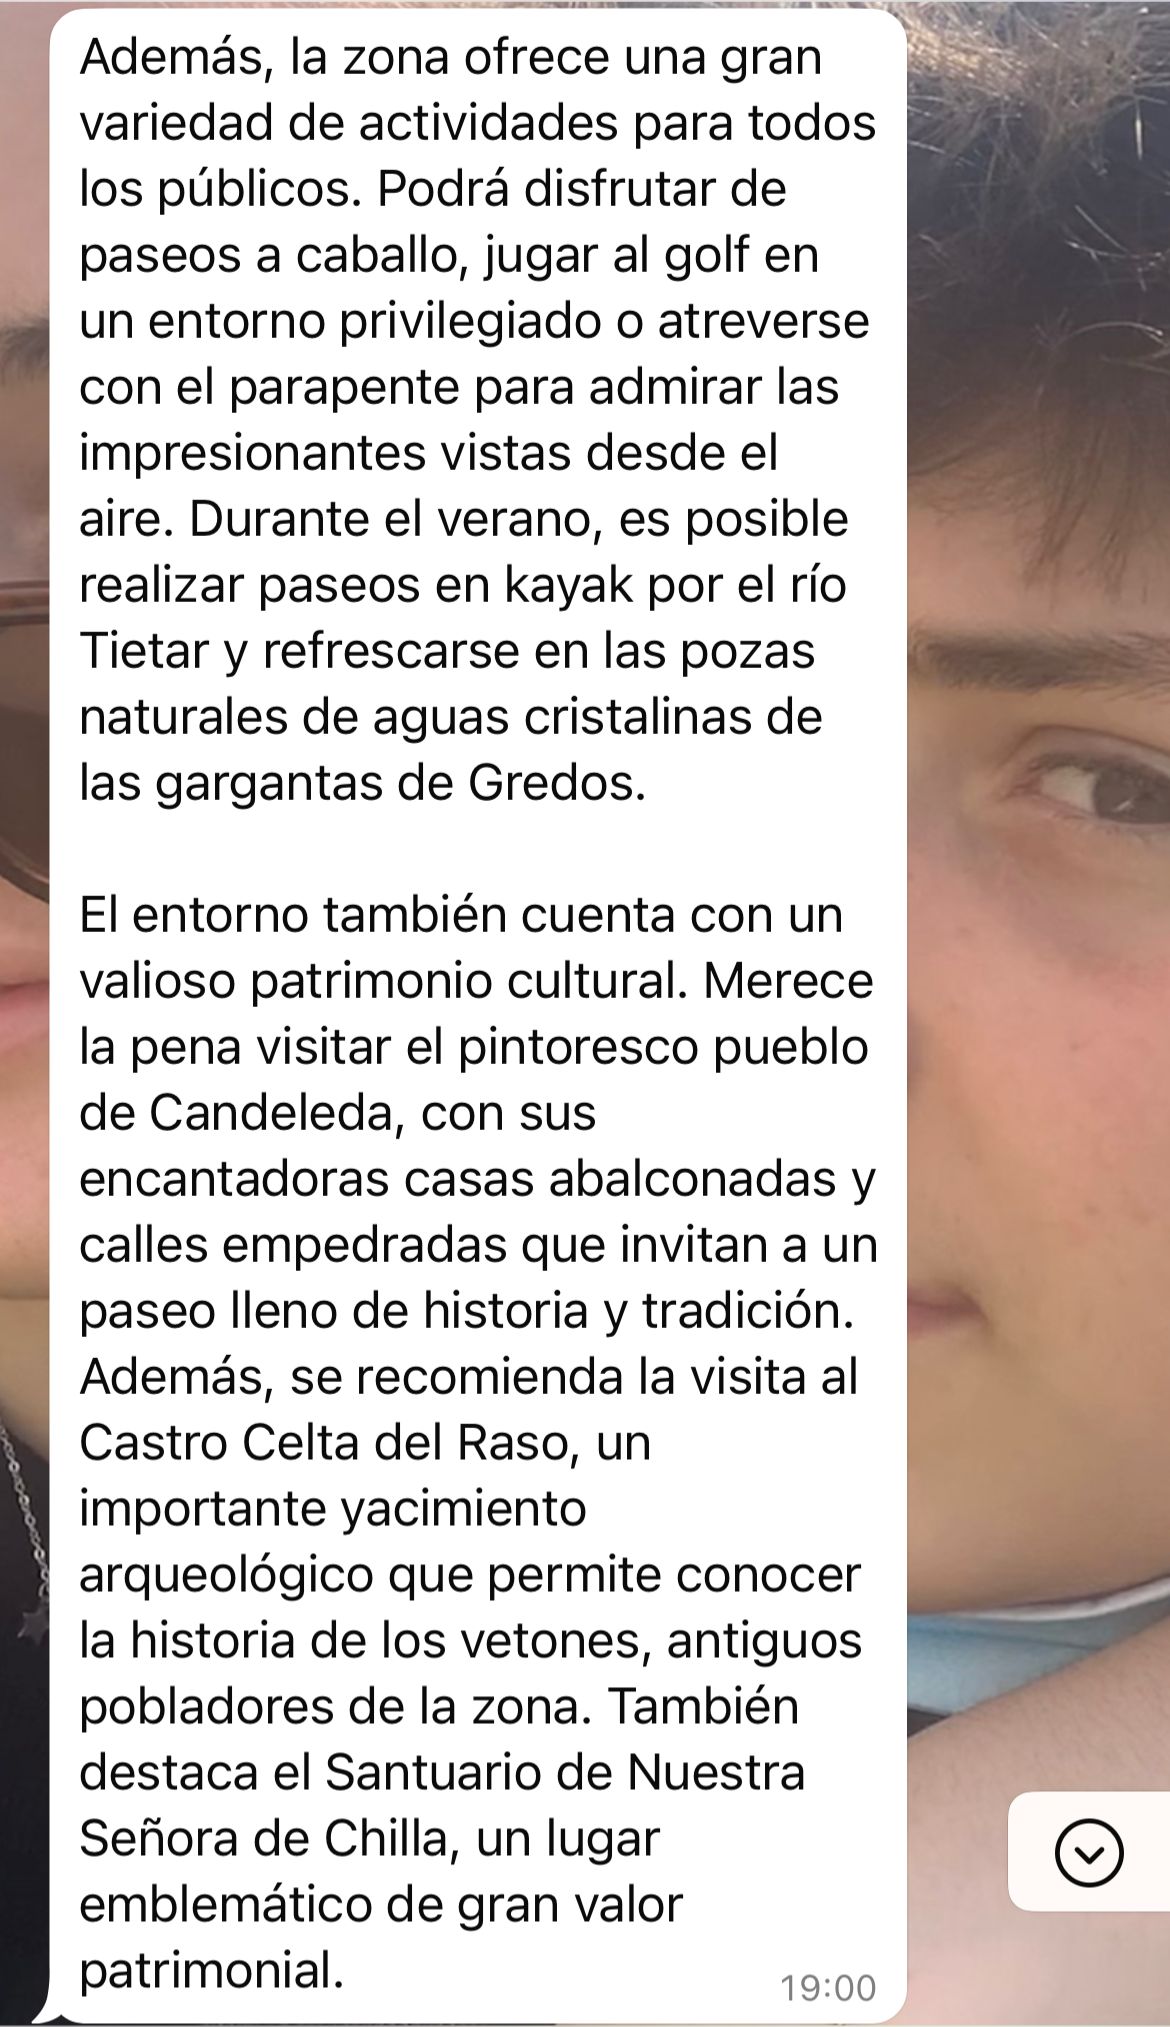 Además, la zona ofrece una gran
variedad de actividades para todos
los públicos. Podrá disfrutar de
paseos a caballo, jugar al golf en
un entorno privilegiado o atreverse
con el parapente para admirar las
impresionantes vistas desde el
aire. Durante el verano, es posible
realizar paseos en kayak por el río
Tietar y refrescarse en las pozas
naturales de aguas cristalinas de
las gargantas de Gredos.
El entorno también cuenta con un
valioso patrimonio cultural. Merece
la pena visitar el pintoresco pueblo
de Candeleda, con sus
encantadoras casas abalconadas y
calles empedradas que invitan a un
paseo lleno de historia y tradición.
Además, se recomienda la visita al
Castro Celta del Raso, un
importante yacimiento
arqueológico que permite conocer
la historia de los vetones, antiguos
pobladores de la zona. También
destaca el Santuario de Nuestra
Señora de Chilla, un lugar
emblemático de gran valor
patrimonial.
19:00